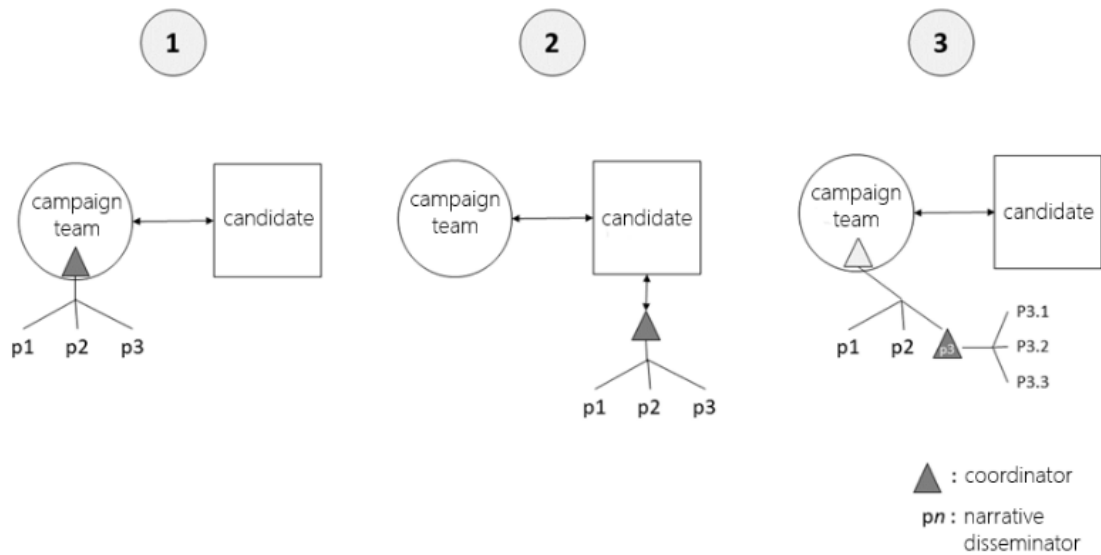 1
2
3
campaign
team
candidate
p1 p2 p3
campaign
team
candidate
p1 p2 p3
campaign
team
candidate
p1 p2 p3
P3.1
P3.2
P3.3
: coordinator
pn : narrative
disseminator